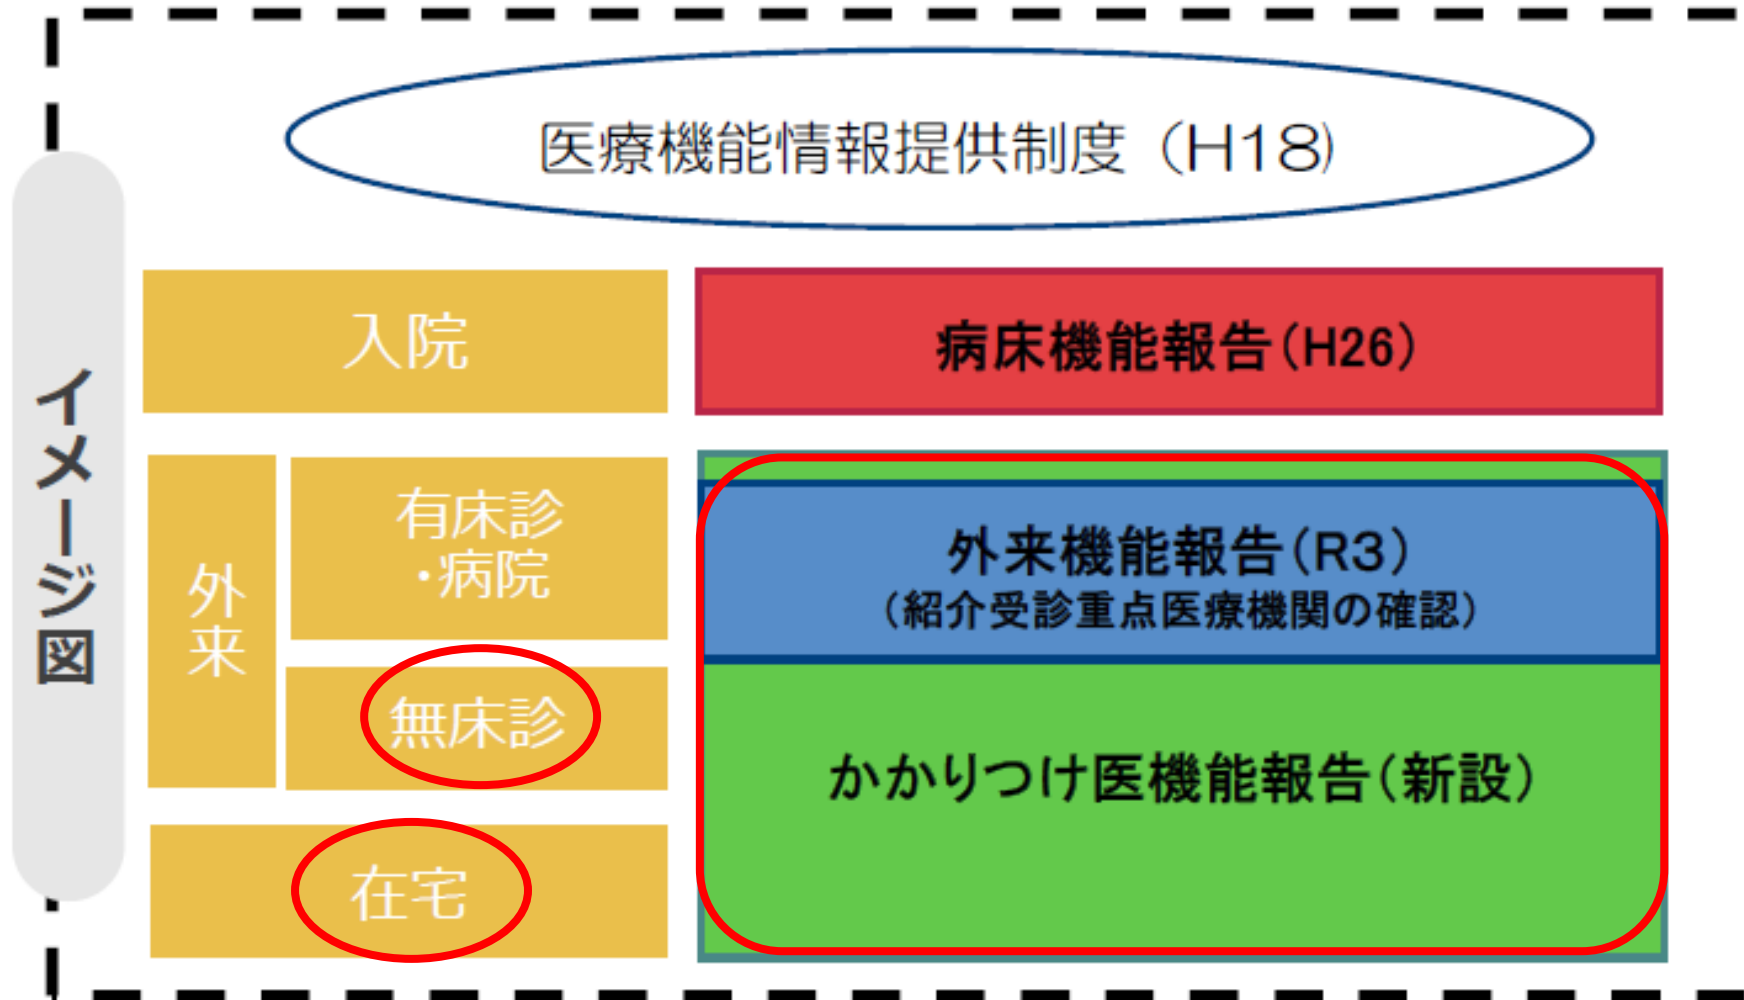 医療機能情報提供制度（H18）
イメージ図
入院
病床機能報告（H26）
外来
有床診
・病院
外来機能報告（R3）
（紹介受診重点医療機関の確認）
無床診
かかりつけ医機能報告（新設）
在宅